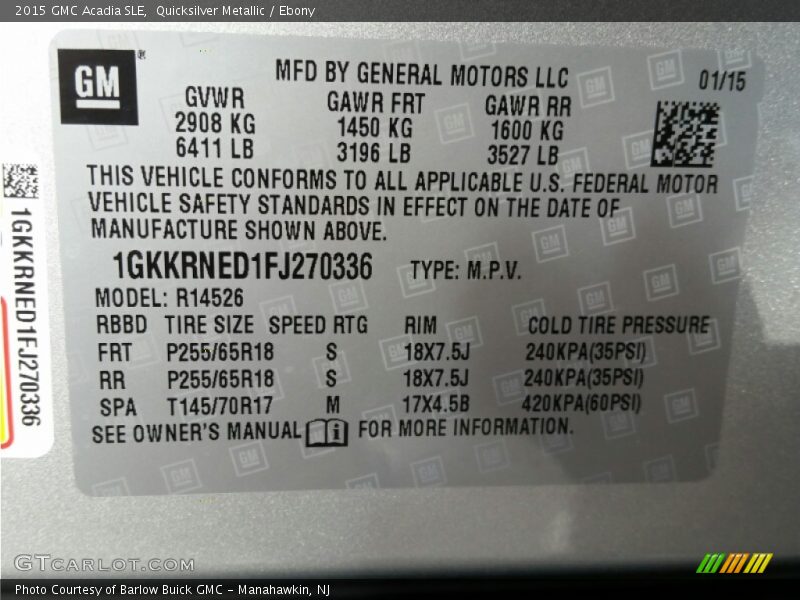 2015 GMC Acadia SLE,  Quicksilver Metallic / Ebony
GM®
MFD BY GENERAL MOTORS LLC
01/15
GVWR GAWR FRT GAWR RR
2908 KG 1450 KG 1600 KG
6411 LB 3196 LB 3527 LB
THIS VEHICLE CONFORMS TO ALL APPLICABLE U.S. FEDERAL MOTOR
VEHICLE SAFETY STANDARDS IN EFFECT ON THE DATE OF
MANUFACTURE SHOWN ABOVE.
1GKKRNED1FJ270336 TYPE: M.P.V.
MODEL: R14526
RBBD TIRE SIZE SPEED RTG RIM COLD TIRE PRESSURE
FRT P255/65R18 S 18X7.5J 240KPA(35PSI)
RR P255/65R18 S 18X7.5J 240KPA(35PSI)
SPA T145/70R17 M 17X4.5B 420KPA(60PSI)
SEE OWNER'S MANUAL FOR MORE INFORMATION.
1GKKRNED1FJ270336
GTCarLot.com
Photo Courtesy of Barlow Buick GMC - Manahawkin, NJ